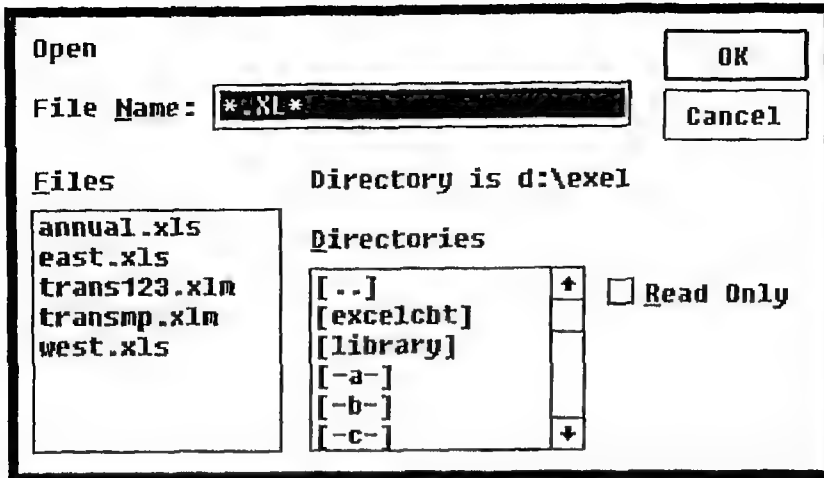 Open
OK
File Name: *.XL*
Cancel
Files
Directory is d:\exel
annual.xls
east.xls
trans123.xlm
transmp.xlm
west.xls
Directories
[..]
[excelcbt]
[library]
[-a-]
[-b-]
[-c-]
Read Only